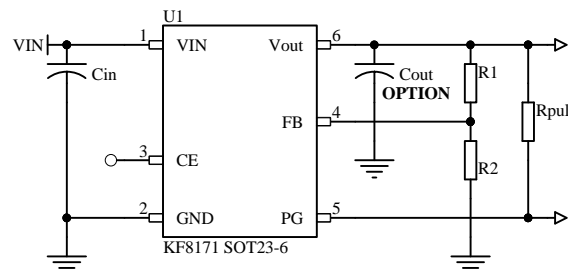 U1
VIN
1
VIN
Vout
6
Cin
Cout
OPTION
R1
FB
4
Rpul
3
CE
R2
2
GND
PG
5
KF8171 SOT23-6